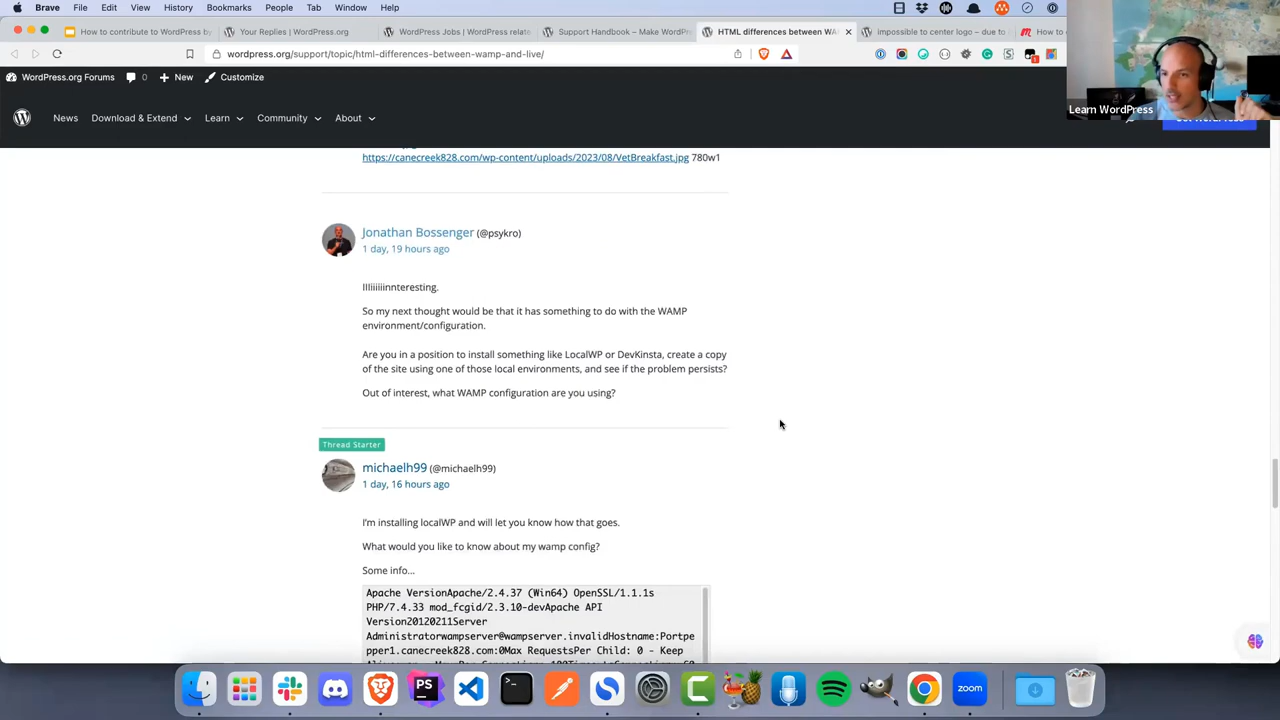 Brave File Edit View History Bookmarks People Tab Window Help
How to contribute to WordPress by
Your Replies | WordPress.org
WordPress Jobs | WordPress relate
Support Handbook – Make WordPr
HTML differences between WA
impossible to center logo – due to
How to
wordpress.org/support/topic/html-differences-between-wamp-and-live/
WordPress.org Forums 0 New Customize
Learn WordPress
News Download & Extend Learn Community About
https://canecreek828.com/wp-content/uploads/2023/08/VetBreakfast.jpg 780w1
Jonathan Bossenger (@psykro)
1 day, 19 hours ago
IIIiiiiiinnteresting.
So my next thought would be that it has something to do with the WAMP
environment/configuration.
Are you in a position to install something like LocalWP or DevKinsta, create a copy
of the site using one of those local environments, and see if the problem persists?
Out of interest, what WAMP configuration are you using?
Thread Starter
michaelh99 (@michaelh99)
1 day, 16 hours ago
I'm installing localWP and will let you know how that goes.
What would you like to know about my wamp config?
Some info...
Apache VersionApache/2.4.37 (Win64) OpenSSL/1.1.1s
PHP/7.4.33 mod_fcgid/2.3.10-devApache API
Version20120211Server
Administratorwampserver@wampserver.invalidHostname:Portpe
pper1.canecreek828.com:0Max RequestsPer Child: 0 - Keep
PS
zoom